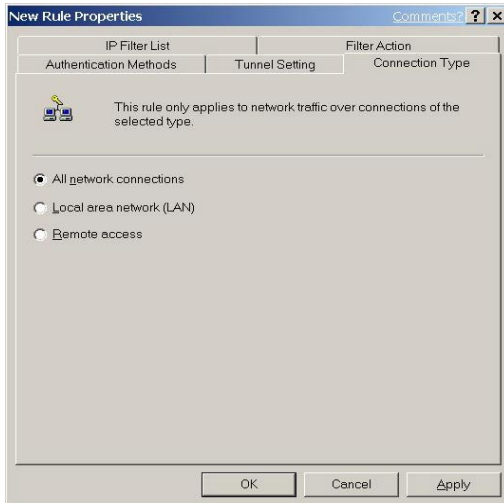 New Rule Properties Comments? ? ×
IP Filter List Filter Action
Authentication Methods Tunnel Setting Connection Type
This rule only applies to network traffic over connections of the
selected type.
All network connections
Local area network (LAN)
Remote access
OK Cancel Apply